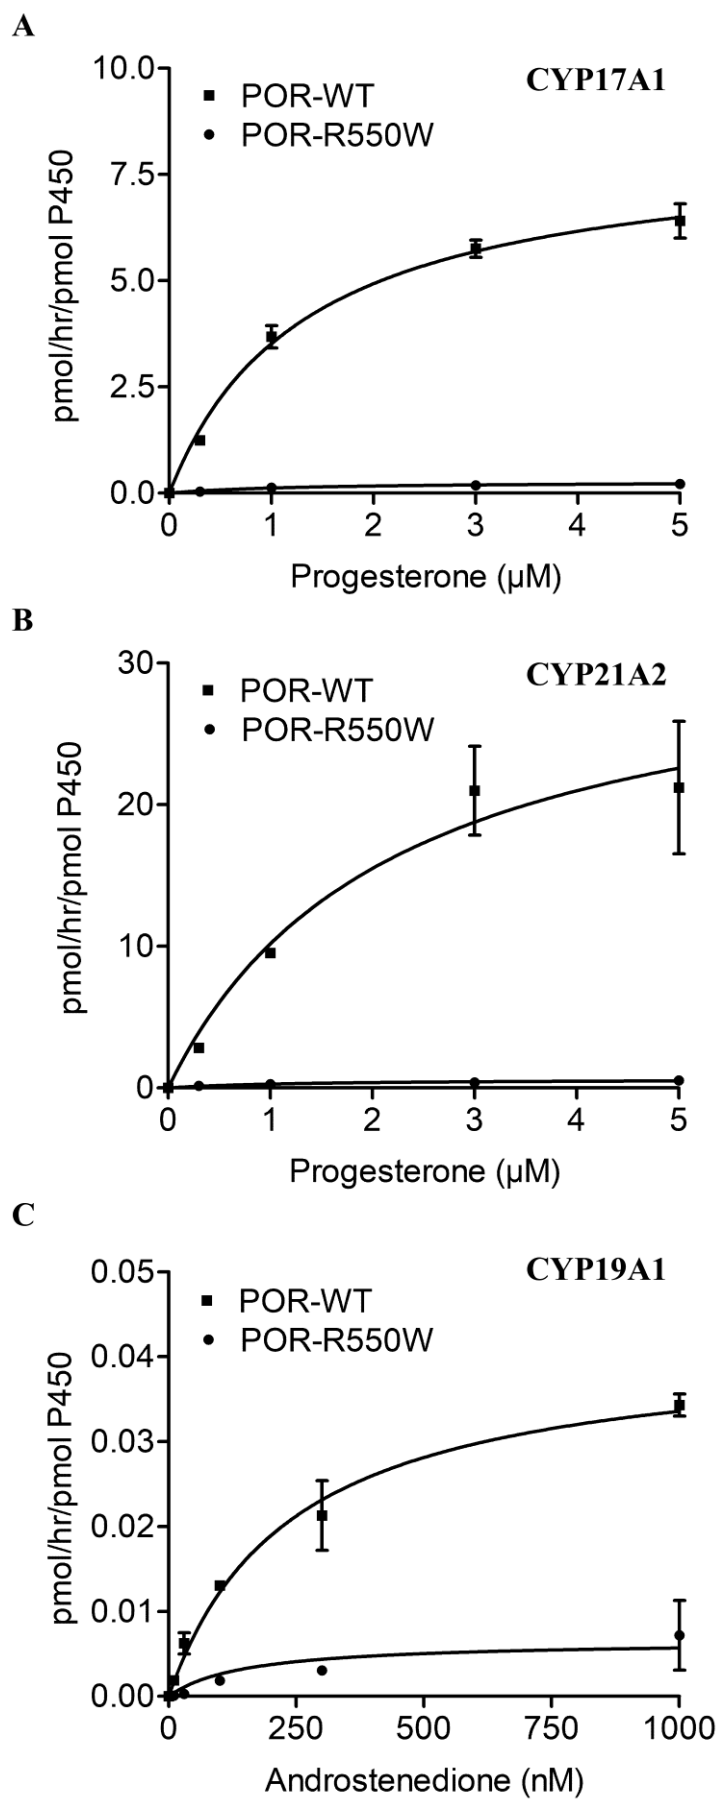 A
CYP17A1
POR-WT
POR-R550W
pmol/hr/pmol P450
10.0
7.5
5.0
2.5
0.0
0 1 2 3 4 5
Progesterone (µM)
B
CYP21A2
POR-WT
POR-R550W
pmol/hr/pmol P450
30
20
10
0
0 1 2 3 4 5
Progesterone (µM)
C
CYP19A1
POR-WT
POR-R550W
pmol/hr/pmol P450
0.05
0.04
0.03
0.02
0.01
0.00
0 250 500 750 1000
Androstenedione (nM)